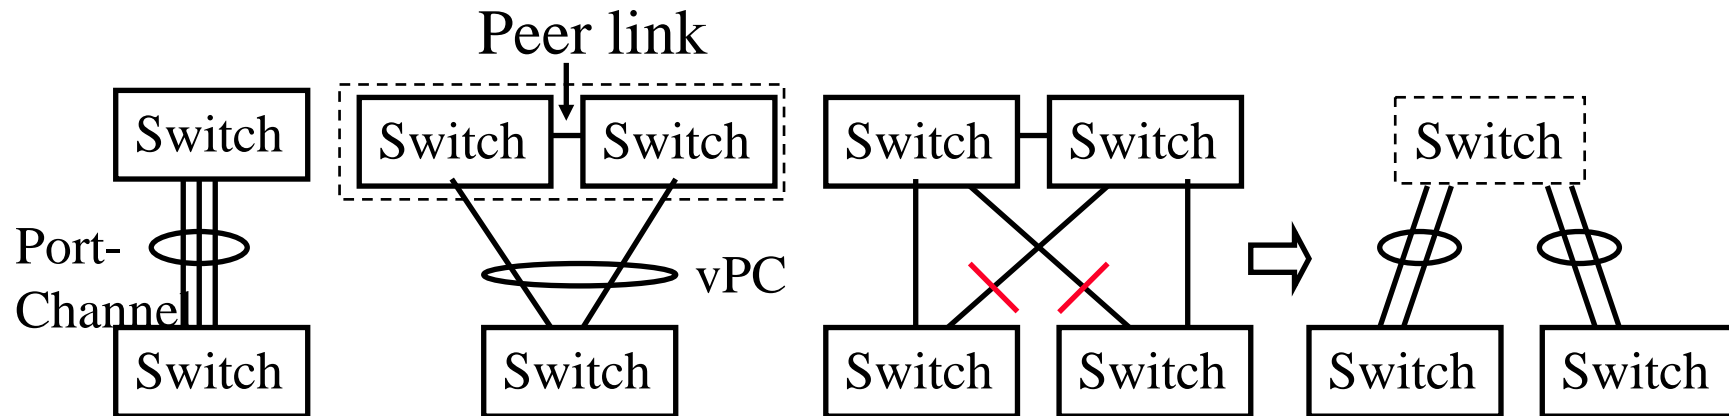 Peer link
Switch
Switch Switch
Switch Switch
Switch
Port-
Channel
vPC
Switch
Switch
Switch Switch
Switch Switch